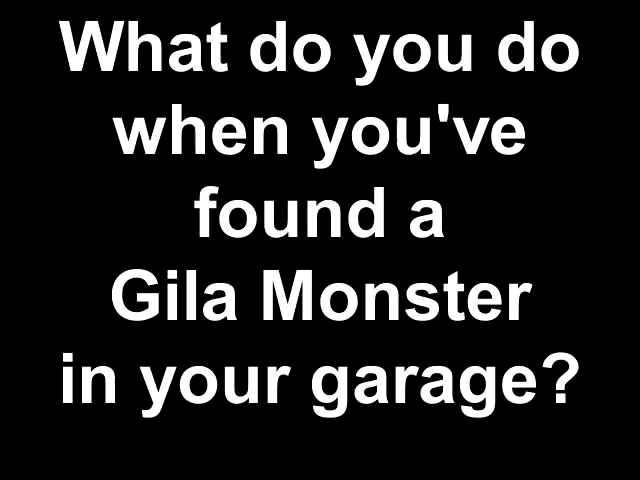 What do you do
when you've
found a
Gila Monster
in your garage?